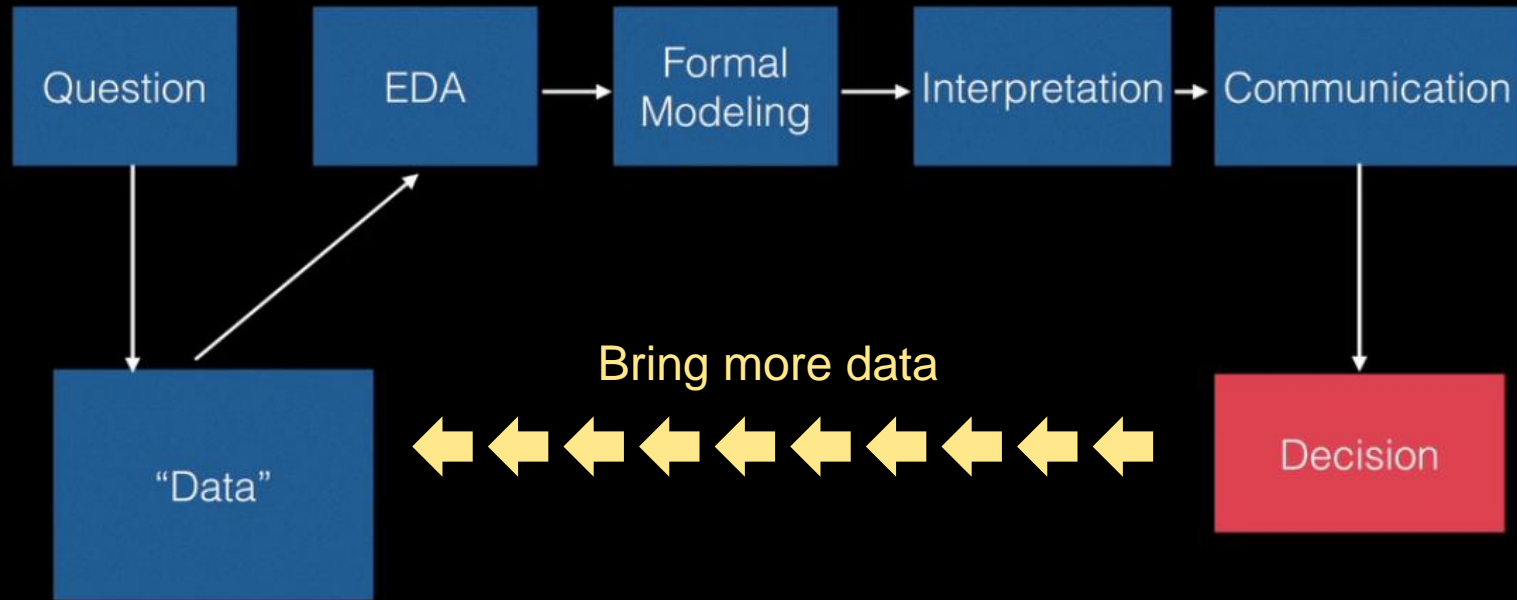 Question
EDA
Formal
Modeling
Interpretation
Communication
Bring more data
“Data”
Decision